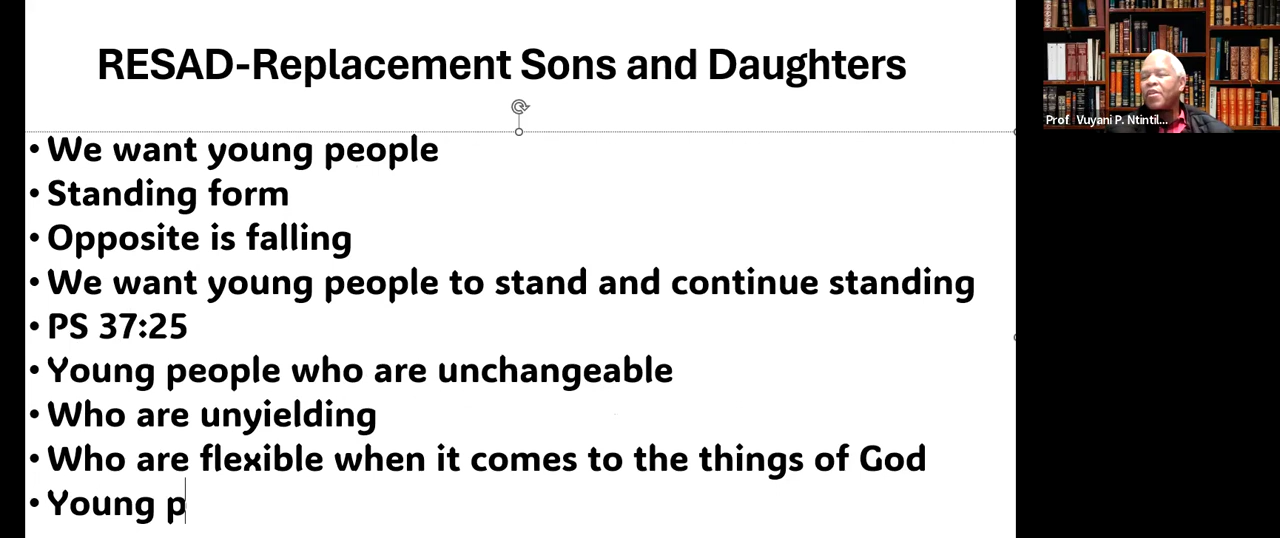 RESAD-Replacement Sons and Daughters
• We want young people
• Standing form
• Opposite is falling
• We want young people to stand and continue standing
• PS 37:25
• Young people who are unchangeable
• Who are unyielding
• Who are flexible when it comes to the things of God
• Young p
Prof Vuyani P. Ntintil...